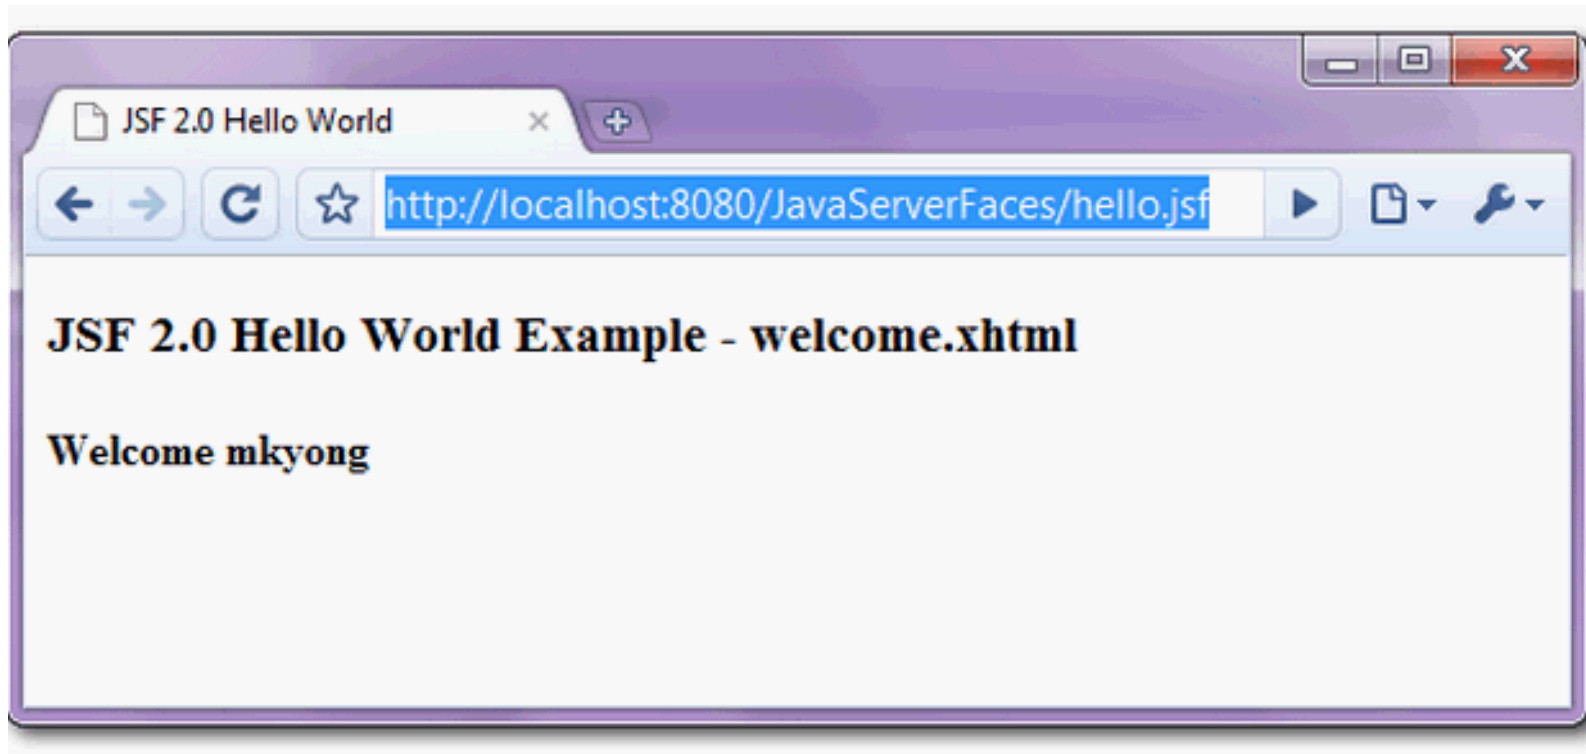 JSF 2.0 Hello World
http://localhost:8080/JavaServerFaces/hello.jsf
JSF 2.0 Hello World Example - welcome.xhtml
Welcome mkyong